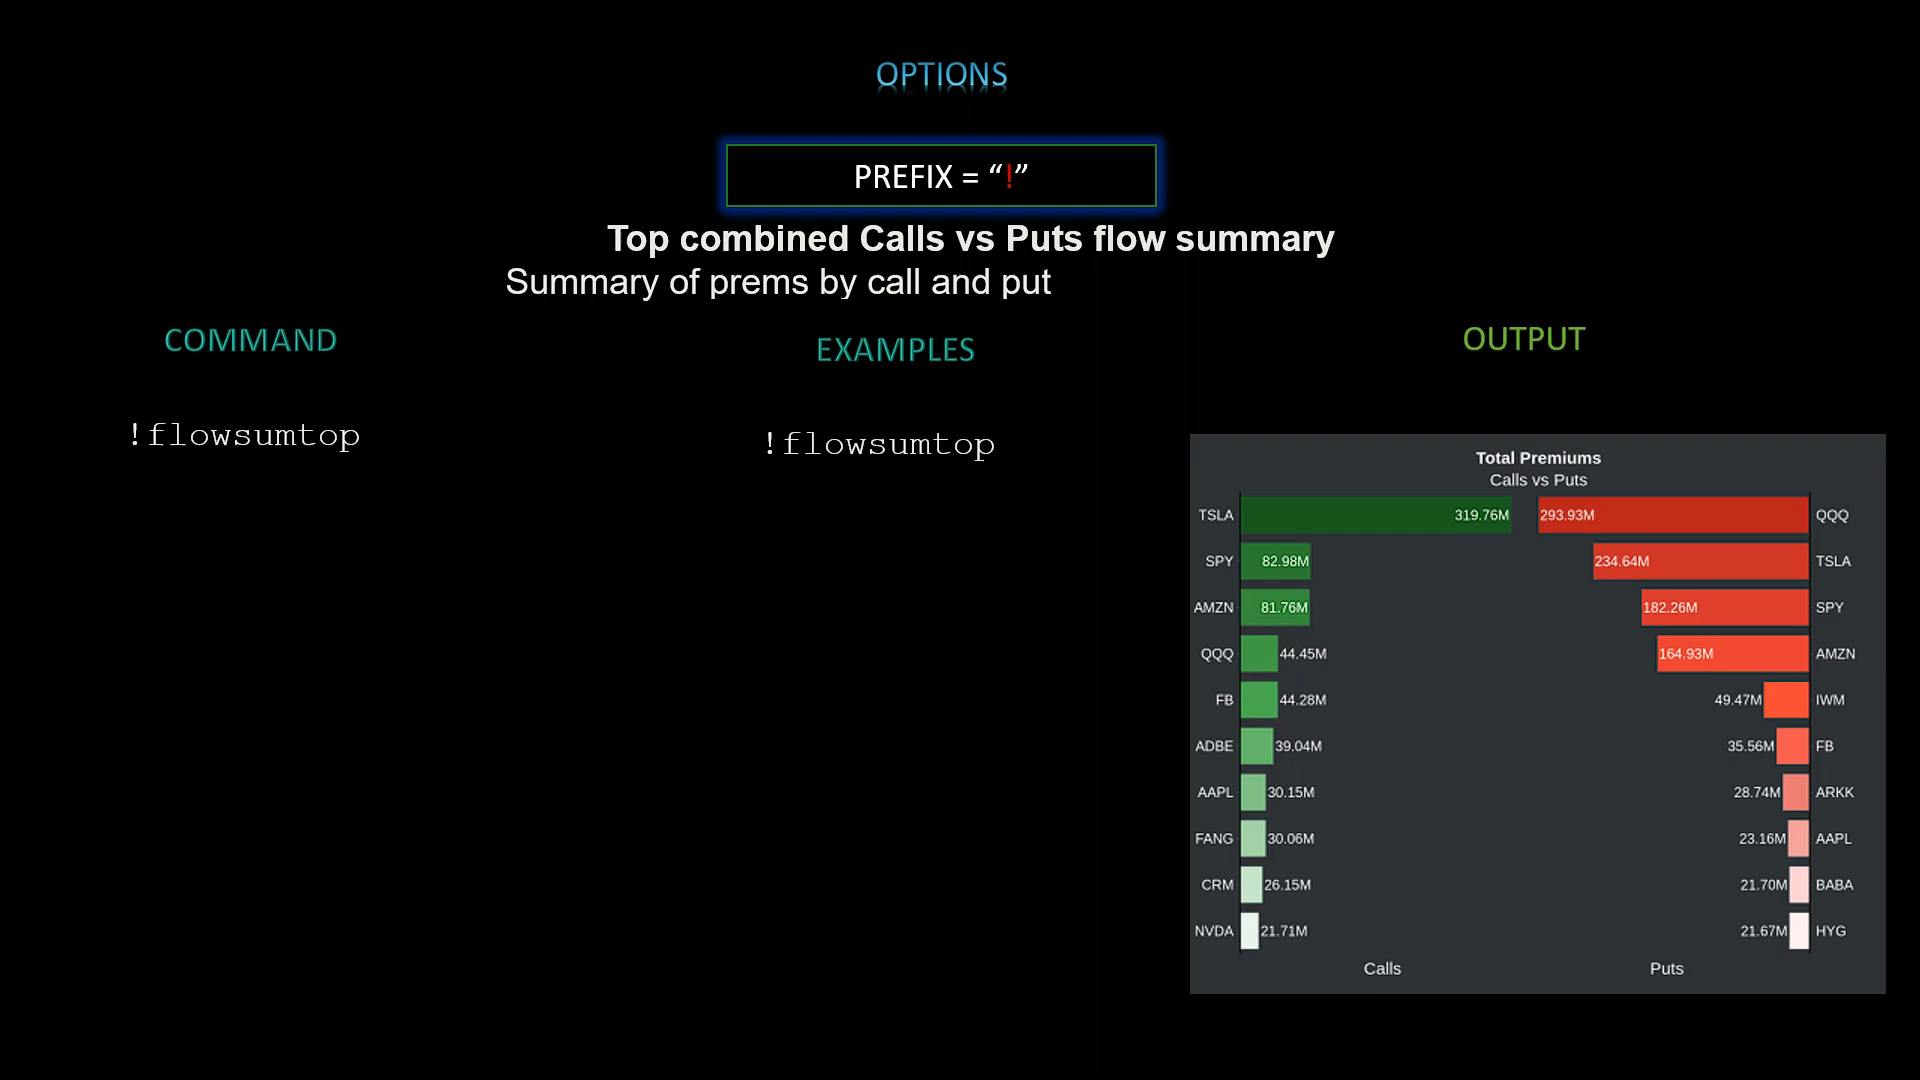 OPTIONS
PREFIX = “!”
Top combined Calls vs Puts flow summary
Summary of prems by call and put
COMMAND
EXAMPLES
OUTPUT
!flowsumtop
!flowsumtop
Total Premiums
Calls vs Puts
TSLA 319.76M 293.93M QQQ
SPY 82.98M 234.64M TSLA
AMZN 81.76M 182.26M SPY
QQQ 44.45M 164.93M AMZN
FB 44.28M 49.47M IWM
ADBE 39.04M 35.56M FB
AAPL 30.15M 28.74M ARKK
FANG 30.06M 23.16M AAPL
CRM 26.15M 21.70M BABA
NVDA 21.71M 21.67M HYG
Calls Puts